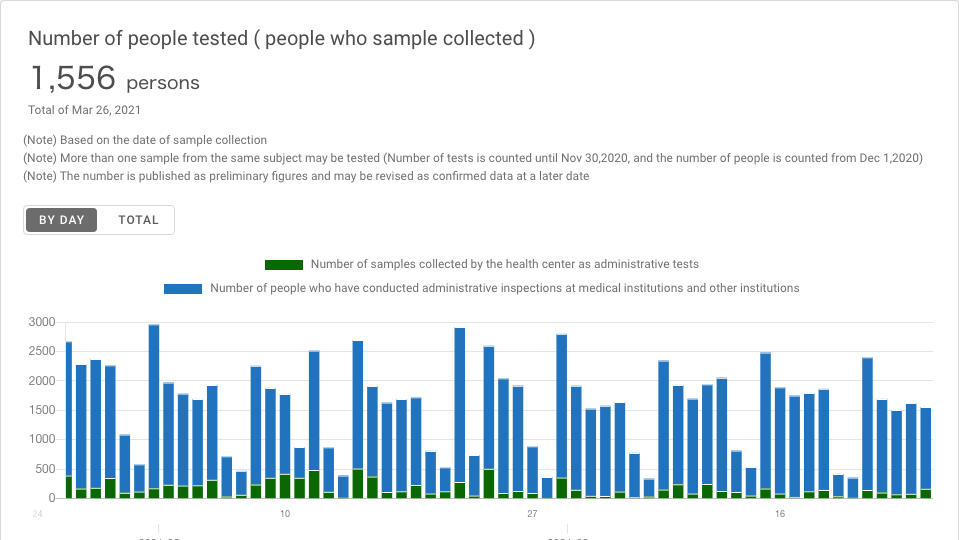 Number of people tested ( people who sample collected )
1,556 persons
Total of Mar 26, 2021
(Note) Based on the date of sample collection
(Note) More than one sample from the same subject may be tested (Number of tests is counted until Nov 30,2020, and the number of people is counted from Dec 1,2020)
(Note) The number is published as preliminary figures and may be revised as confirmed data at a later date
BY DAY TOTAL
Number of samples collected by the health center as administrative tests
Number of people who have conducted administrative inspections at medical institutions and other institutions
3000
2500
2000
1500
1000
500
0
24 10 27 16